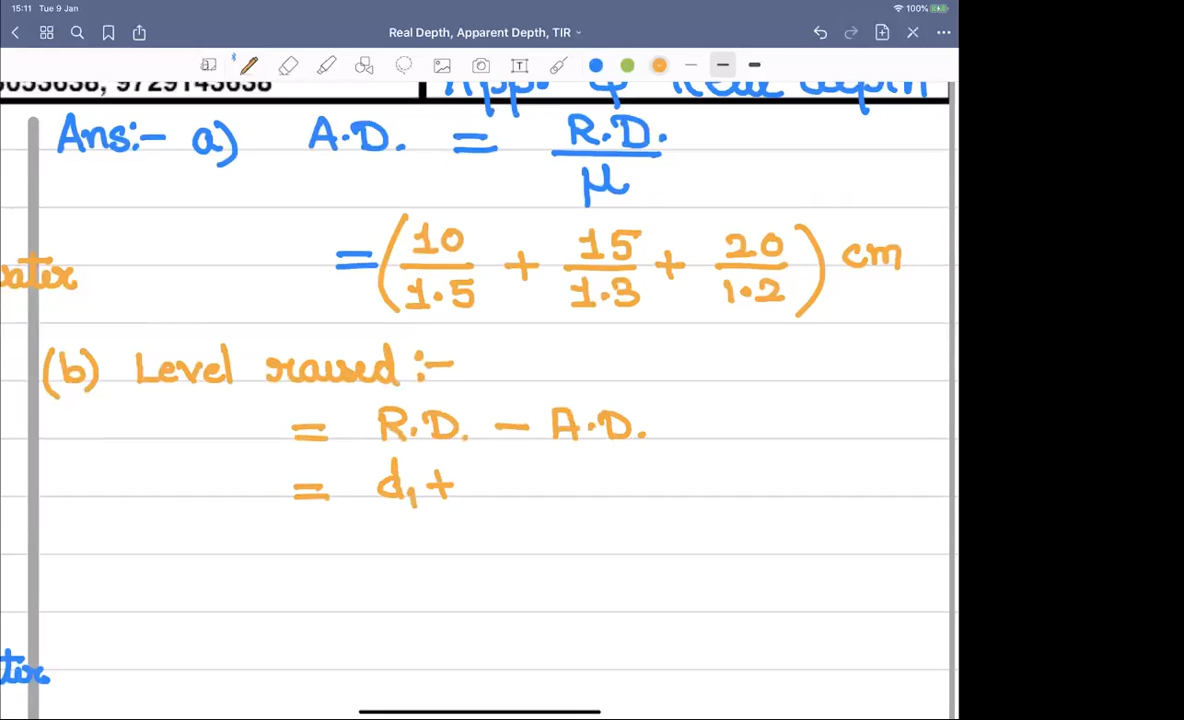 15:11 Tue 9 Jan
100%
Real Depth, Apparent Depth, TIR
Ans:- a) A.D. = R.D. / μ
= (10/1.5 + 15/1.3 + 20/1.2) cm
(b) Level raised :-
= R.D. - A.D.
= d₁ +